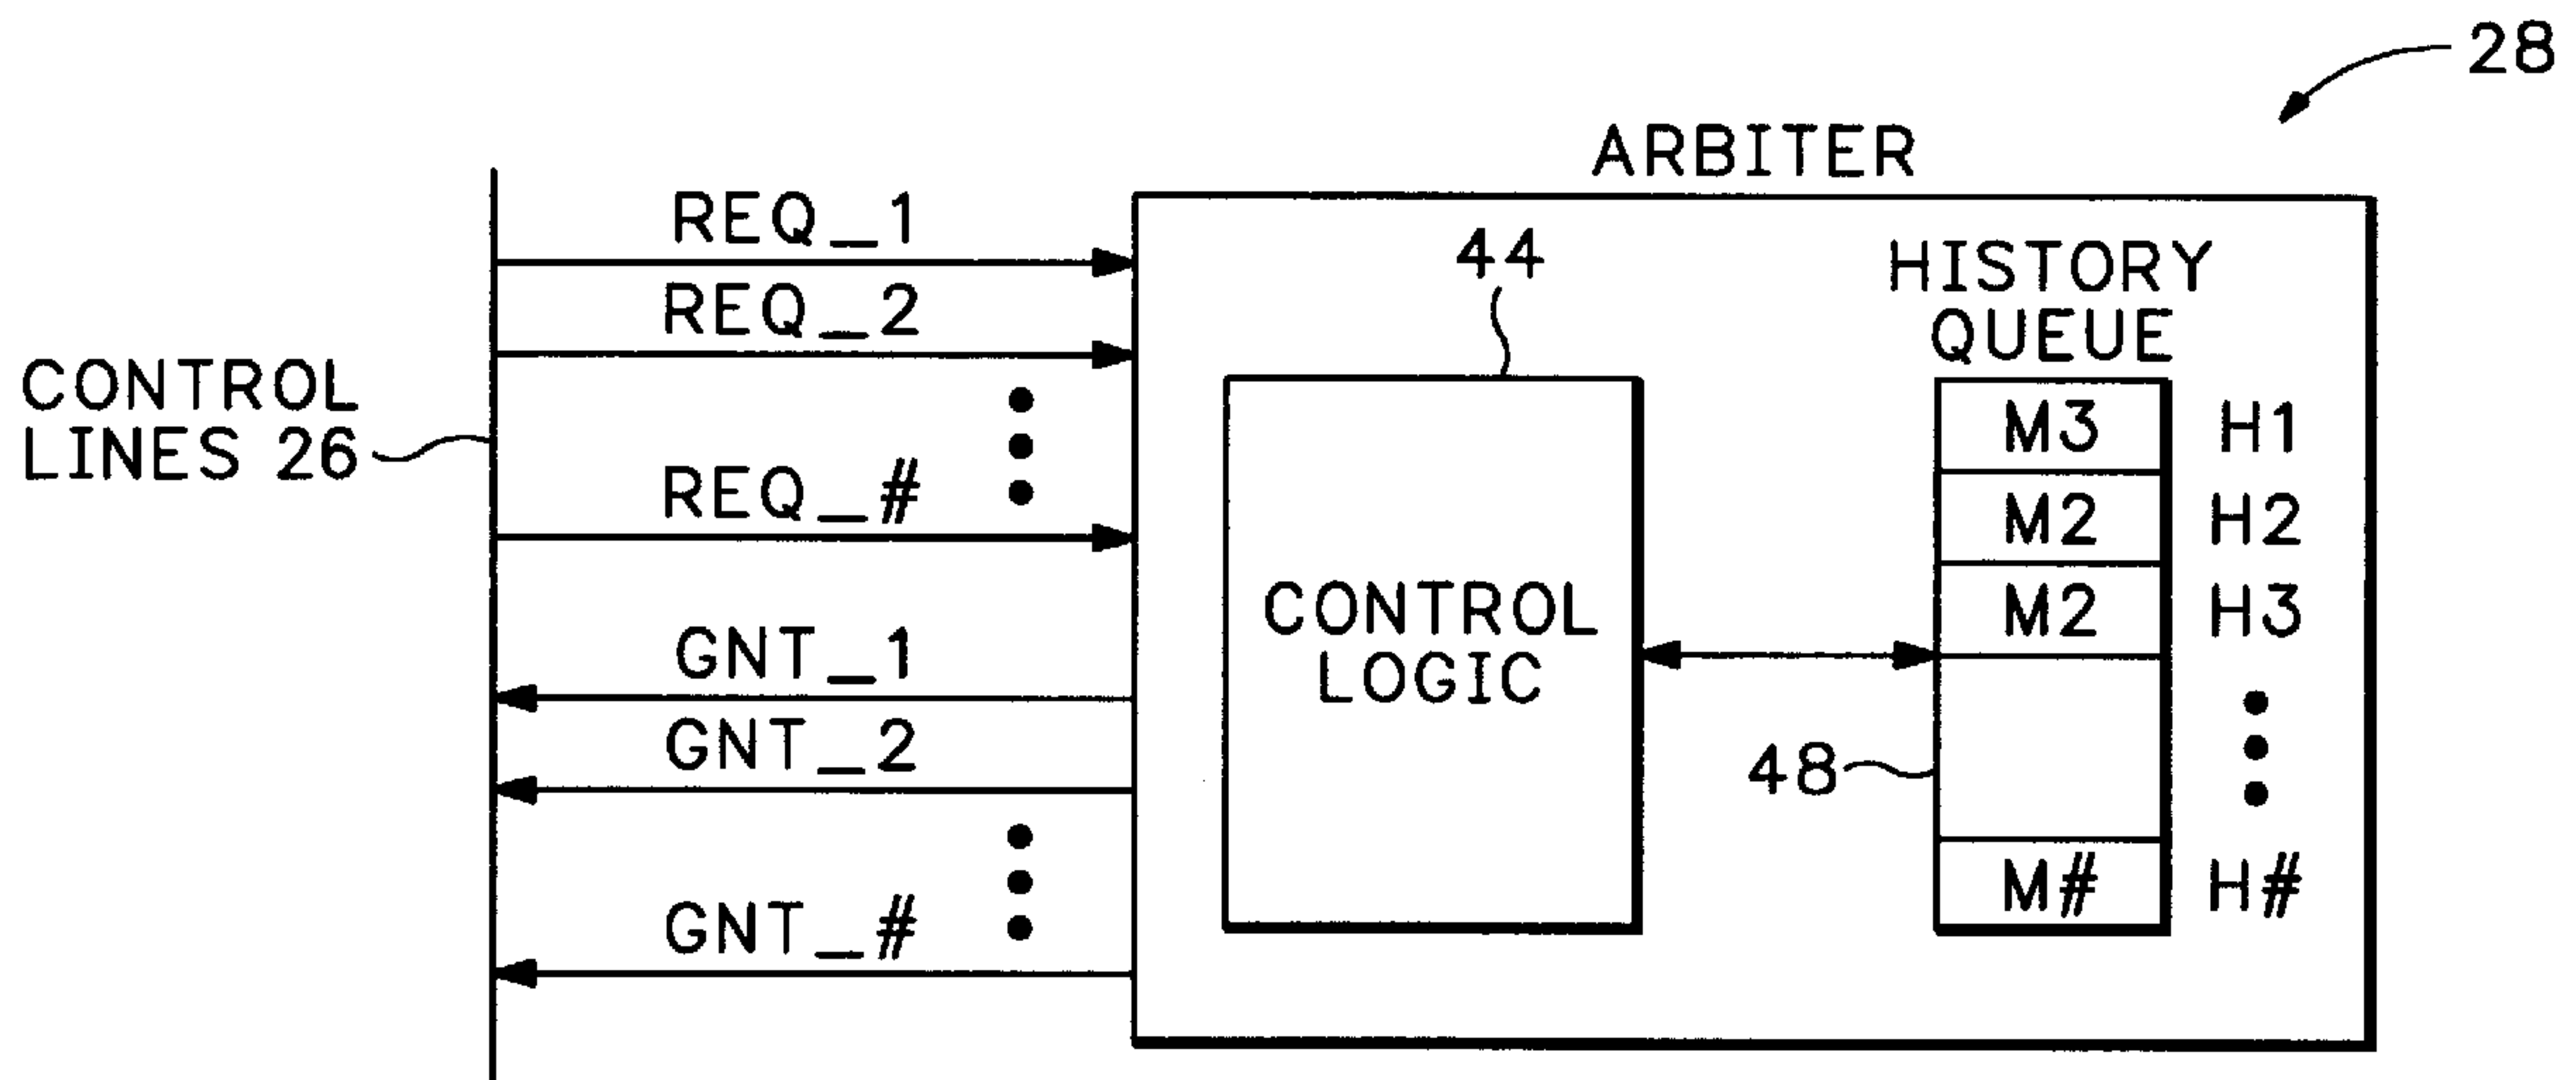 28
ARBITER
REQ_1
REQ_2
REQ_#
GNT_1
GNT_2
GNT_#
CONTROL
LINES 26
44
CONTROL
LOGIC
HISTORY
QUEUE
M3 H1
M2 H2
M2 H3
M# H#
48